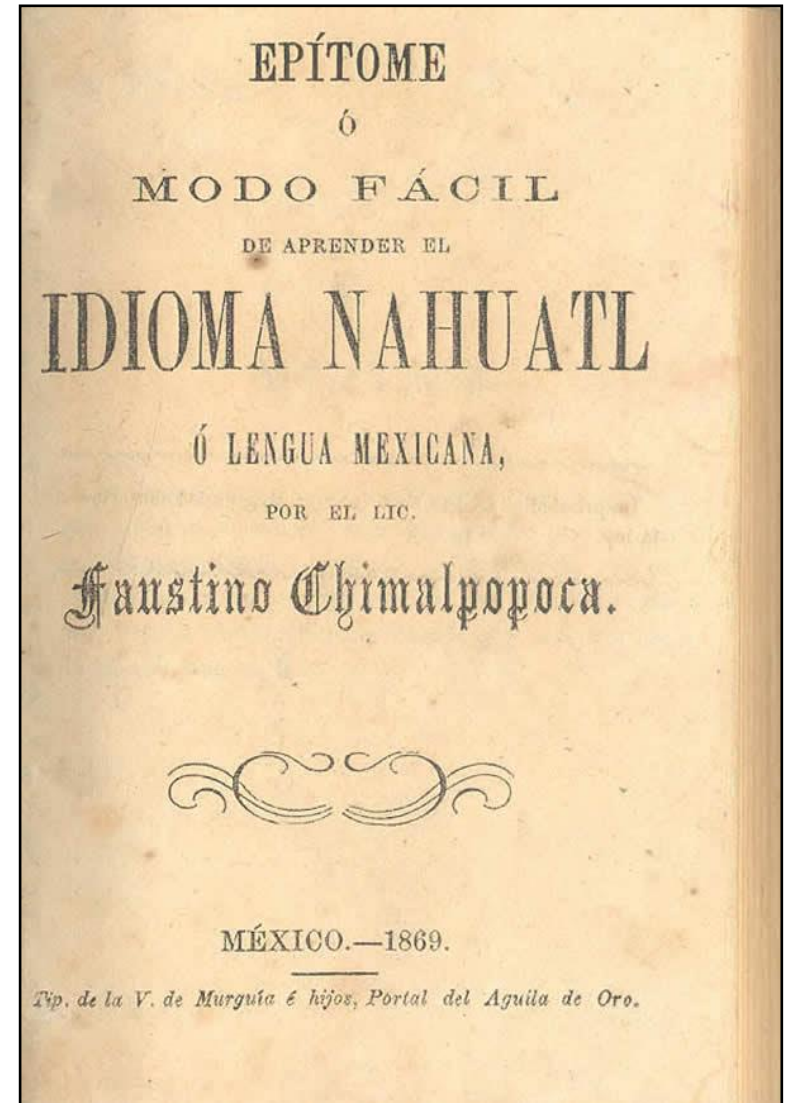 EPÍTOME
Ó
MODO FÁCIL
DE APRENDER EL
IDIOMA NAHUATL
Ó LENGUA MEXICANA,
POR EL LIC.
Faustino Chimalpopoca.
MÉXICO.—1869.
Tip. de la V. de Murguía é hijos, Portal del Aguila de Oro.